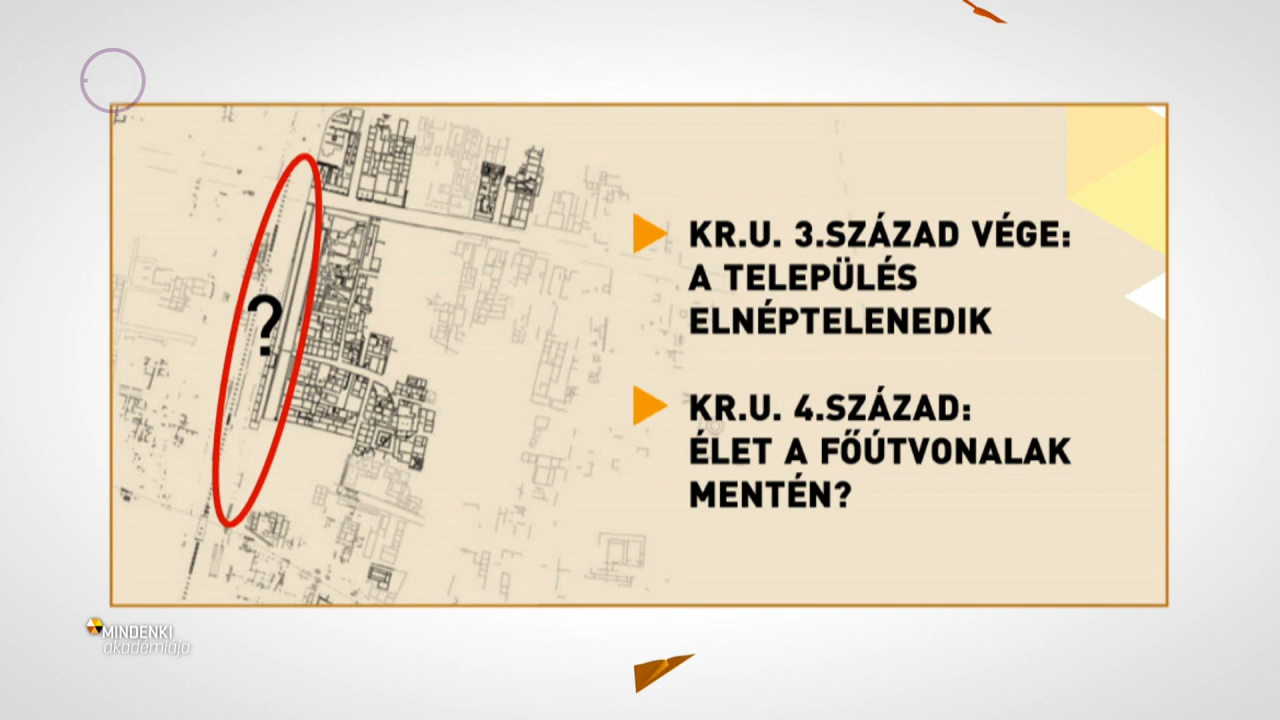 ?
KR.U. 3.SZÁZAD VÉGE:
A TELEPÜLÉS
ELNÉPTELENEDIK
KR.U. 4.SZÁZAD:
ÉLET A FŐÚTVONALAK
MENTÉN?
MINDENKI
akadémiája